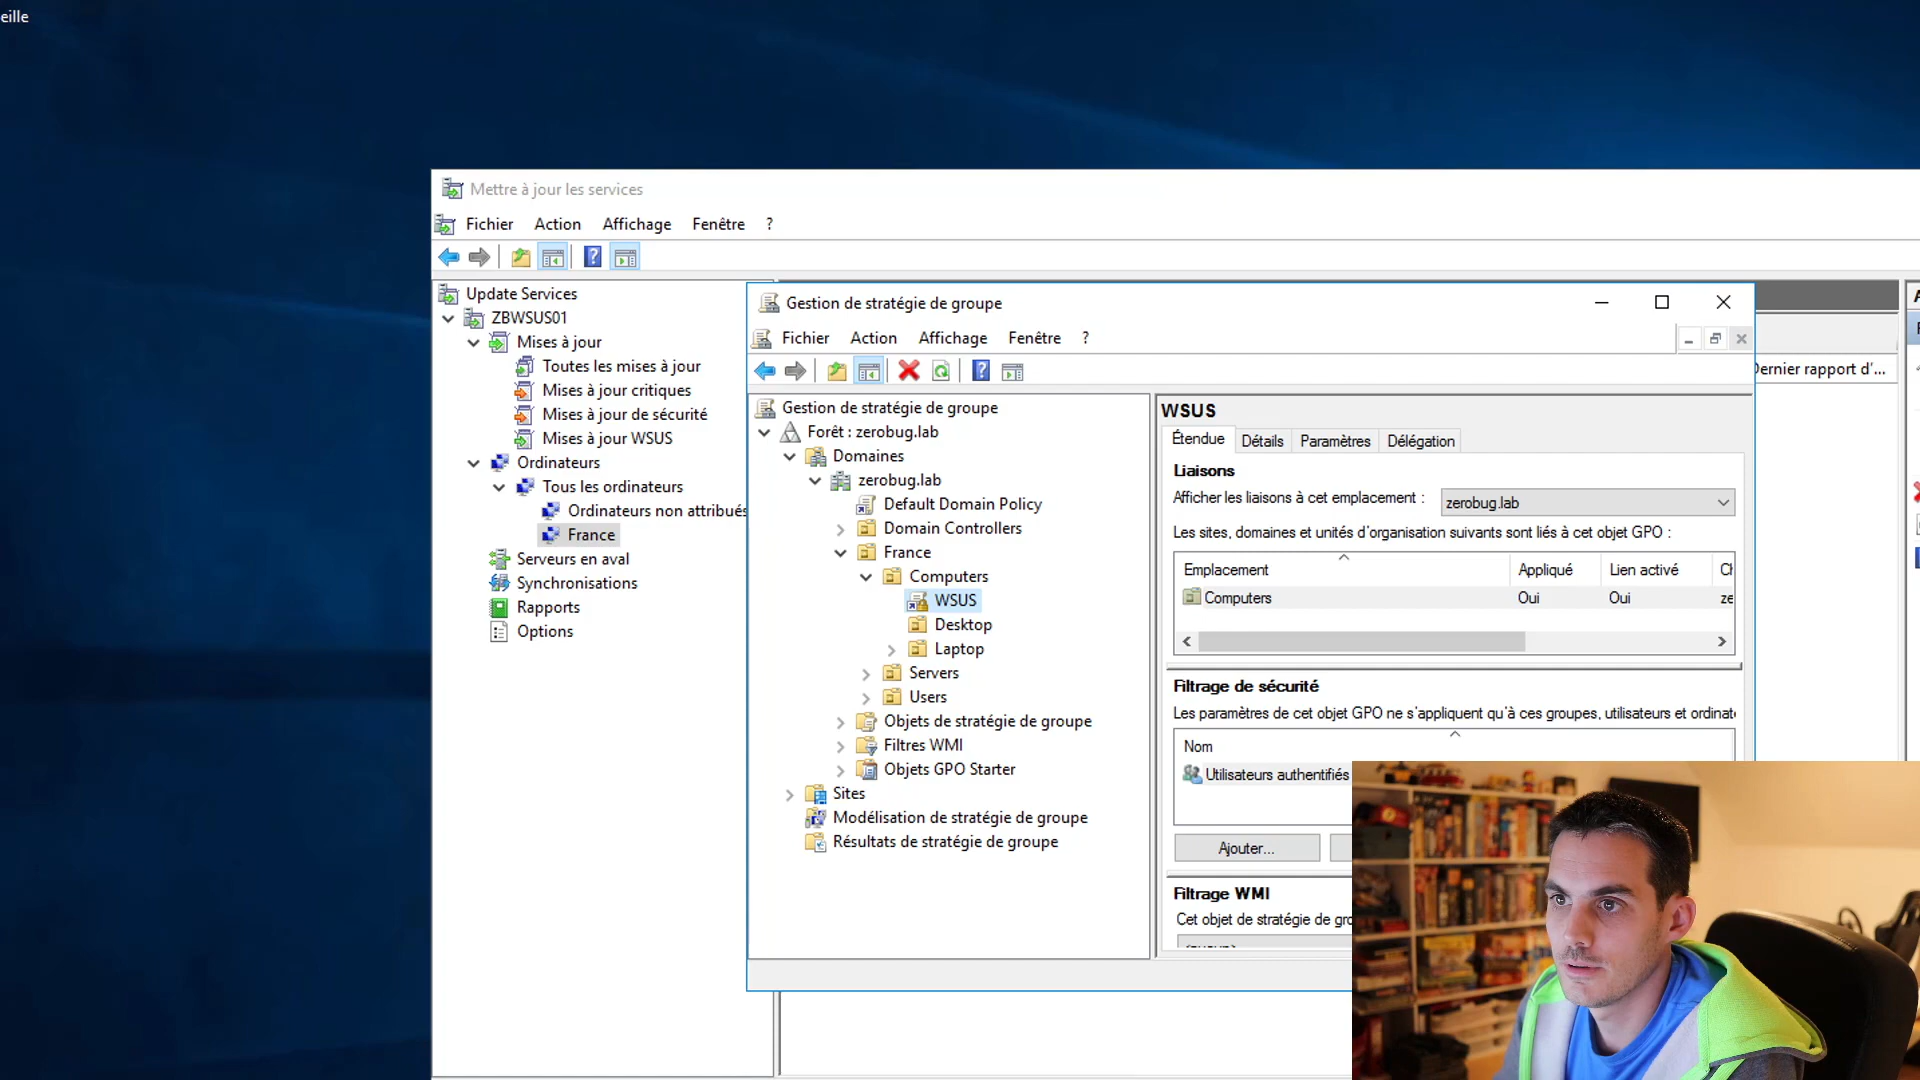 eille
Mettre à jour les services
Fichier Action Affichage Fenêtre ?
Update Services
ZBWSUS01
Mises à jour
Toutes les mises à jour
Mises à jour critiques
Mises à jour de sécurité
Mises à jour WSUS
Ordinateurs
Tous les ordinateurs
Ordinateurs non attribués
France
Serveurs en aval
Synchronisations
Rapports
Options
Gestion de stratégie de groupe
Fichier Action Affichage Fenêtre ?
Gestion de stratégie de groupe
Forêt : zerobug.lab
Domaines
zerobug.lab
Default Domain Policy
Domain Controllers
France
Computers
WSUS
Desktop
Laptop
Servers
Users
Objets de stratégie de groupe
Filtres WMI
Objets GPO Starter
Sites
Modélisation de stratégie de groupe
Résultats de stratégie de groupe
WSUS
Étendue Détails Paramètres Délégation
Liaisons
Afficher les liaisons à cet emplacement : zerobug.lab
Les sites, domaines et unités d'organisation suivants sont liés à cet objet GPO :
Emplacement Appliqué Lien activé Ch
Computers Oui Oui ze
Filtrage de sécurité
Les paramètres de cet objet GPO ne s'appliquent qu'à ces groupes, utilisateurs et ordinat
Nom
Utilisateurs authentifiés
Ajouter...
Filtrage WMI
Cet objet de stratégie de gro
Dernier rapport d'...